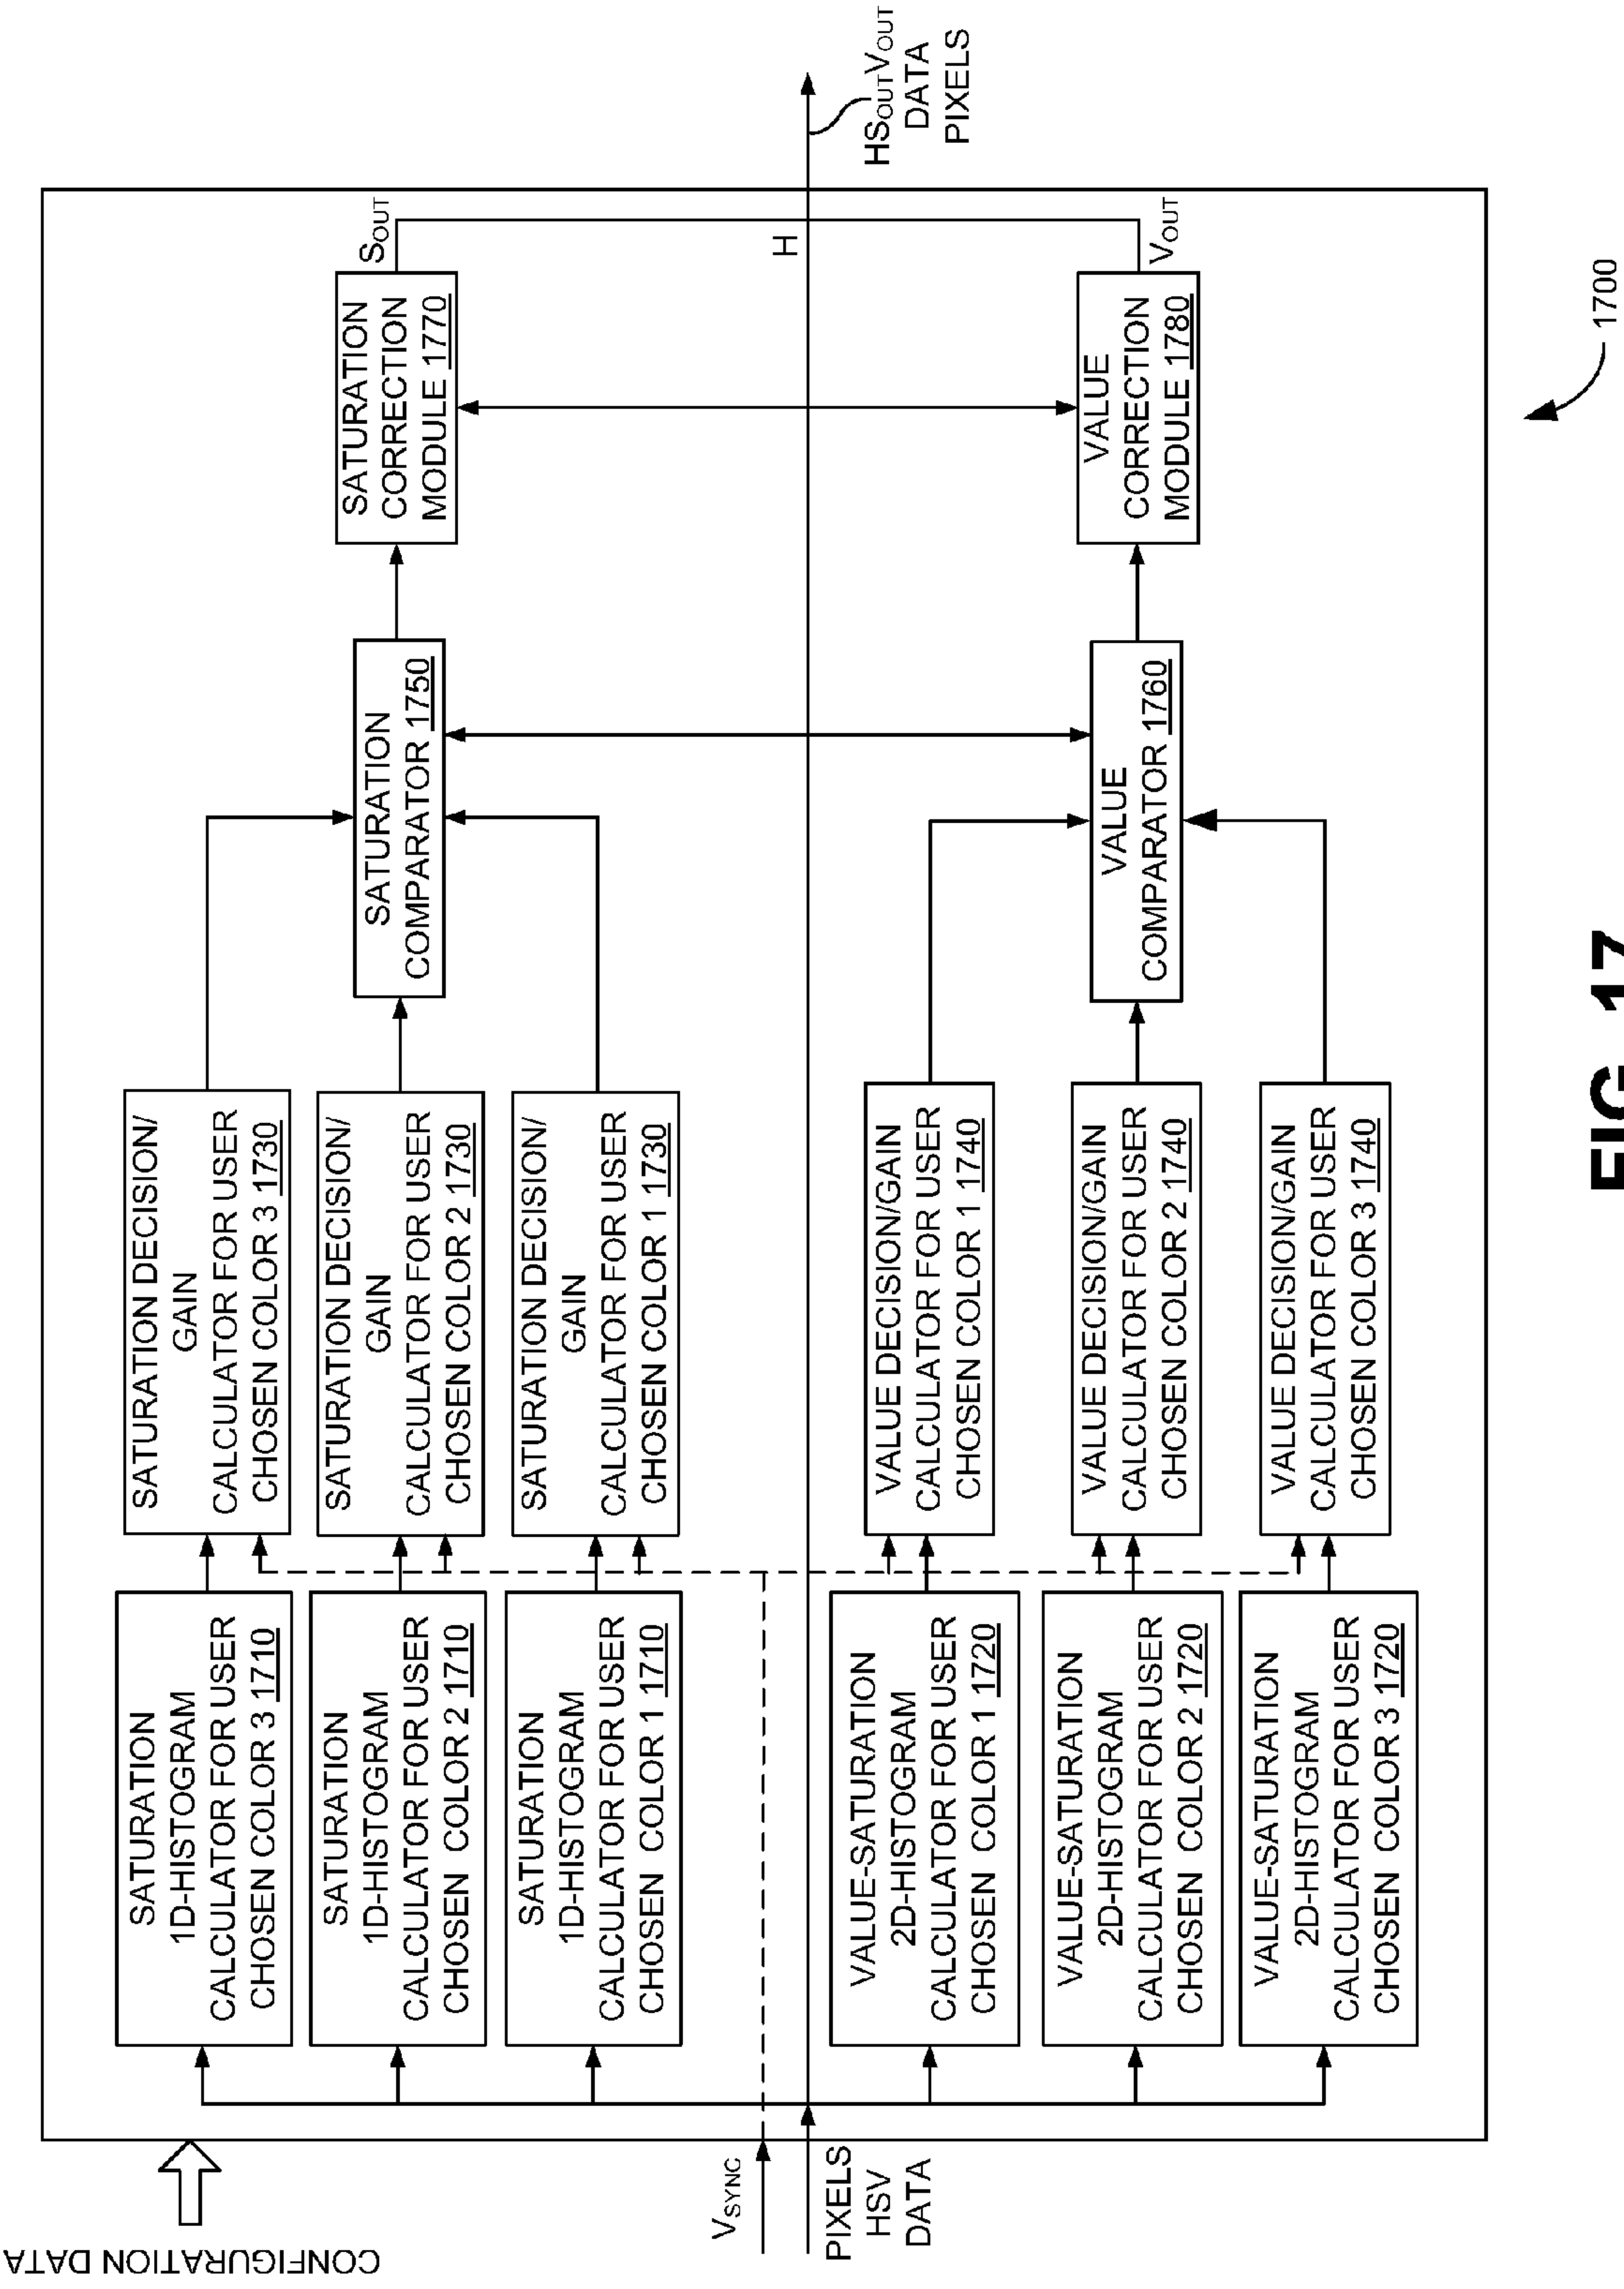 CONFIGURATION DATA
SATURATION
1D-HISTOGRAM
CALCULATOR FOR USER
CHOSEN COLOR 3 1710
SATURATION DECISION/
GAIN
CALCULATOR FOR USER
CHOSEN COLOR 3 1730
SATURATION
1D-HISTOGRAM
CALCULATOR FOR USER
CHOSEN COLOR 2 1710
SATURATION DECISION/
GAIN
CALCULATOR FOR USER
CHOSEN COLOR 2 1730
SATURATION
1D-HISTOGRAM
CALCULATOR FOR USER
CHOSEN COLOR 1 1710
SATURATION DECISION/
GAIN
CALCULATOR FOR USER
CHOSEN COLOR 1 1730
SATURATION
COMPARATOR 1750
SATURATION
CORRECTION
MODULE 1770
SOUT
VSYNC
PIXELS
HSV
DATA
H
HSOUTVOUT
DATA
PIXELS
VALUE-SATURATION
2D-HISTOGRAM
CALCULATOR FOR USER
CHOSEN COLOR 1 1720
VALUE DECISION/GAIN
CALCULATOR FOR USER
CHOSEN COLOR 1 1740
VALUE-SATURATION
2D-HISTOGRAM
CALCULATOR FOR USER
CHOSEN COLOR 2 1720
VALUE DECISION/GAIN
CALCULATOR FOR USER
CHOSEN COLOR 2 1740
VALUE-SATURATION
2D-HISTOGRAM
CALCULATOR FOR USER
CHOSEN COLOR 3 1720
VALUE DECISION/GAIN
CALCULATOR FOR USER
CHOSEN COLOR 3 1740
VALUE
COMPARATOR 1760
VALUE
CORRECTION
MODULE 1780
VOUT
1700
FIG. 17